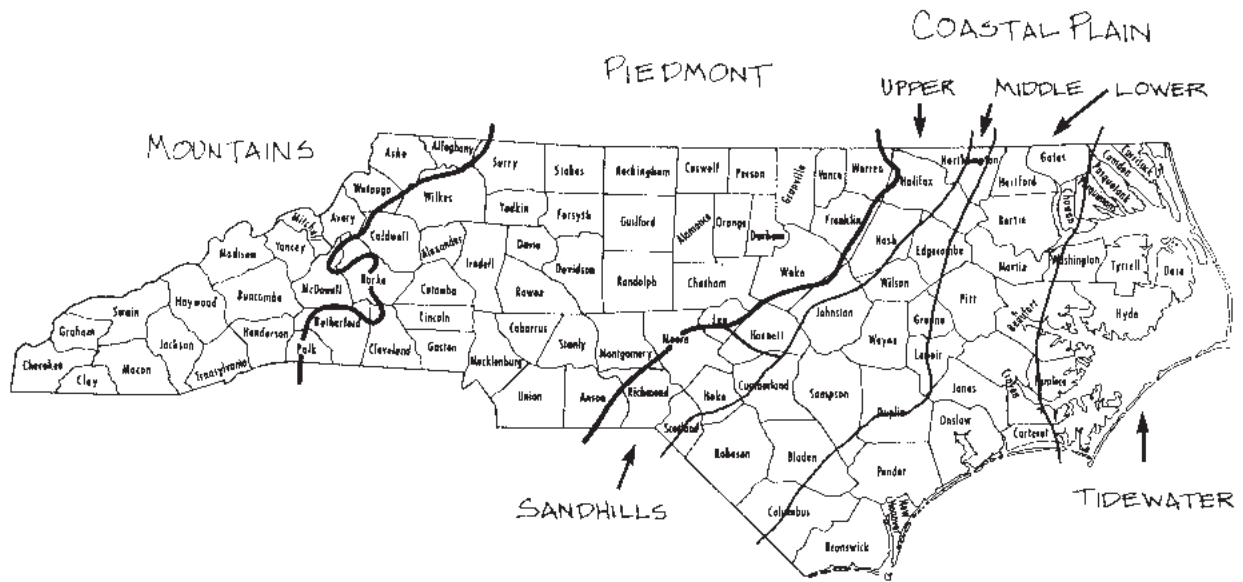 COASTAL PLAIN
PIEDMONT
UPPER MIDDLE LOWER
MOUNTAINS
Ashe
Alleghany
Surry
Stokes
Rockingham
Caswell
Person
Granville
Vance
Warren
Halifax
Northampton
Hertford
Gates
Camden
Currituck
Pasquotank
Perquimans
Chowan
Watauga
Wilkes
Yadkin
Forsyth
Guilford
Alamance
Orange
Durham
Franklin
Nash
Edgecombe
Bertie
Mitchell
Avery
Caldwell
Alexander
Iredell
Davie
Davidson
Randolph
Chatham
Wake
Wilson
Martin
Washington
Tyrrell
Dare
Madison
Yancey
McDowell
Burke
Catawba
Rowan
Johnston
Greene
Pitt
Beaufort
Hyde
Swain
Haywood
Buncombe
Rutherford
Lincoln
Cabarrus
Stanly
Montgomery
Moore
Lee
Harnett
Wayne
Lenoir
Craven
Pamlico
Graham
Jackson
Henderson
Polk
Cleveland
Gaston
Mecklenburg
Cherokee
Clay
Macon
Transylvania
Union
Anson
Richmond
Hoke
Cumberland
Sampson
Duplin
Jones
Onslow
Carteret
Scotland
Robeson
Bladen
Pender
Columbus
New Hanover
Brunswick
SANDHILLS
TIDEWATER